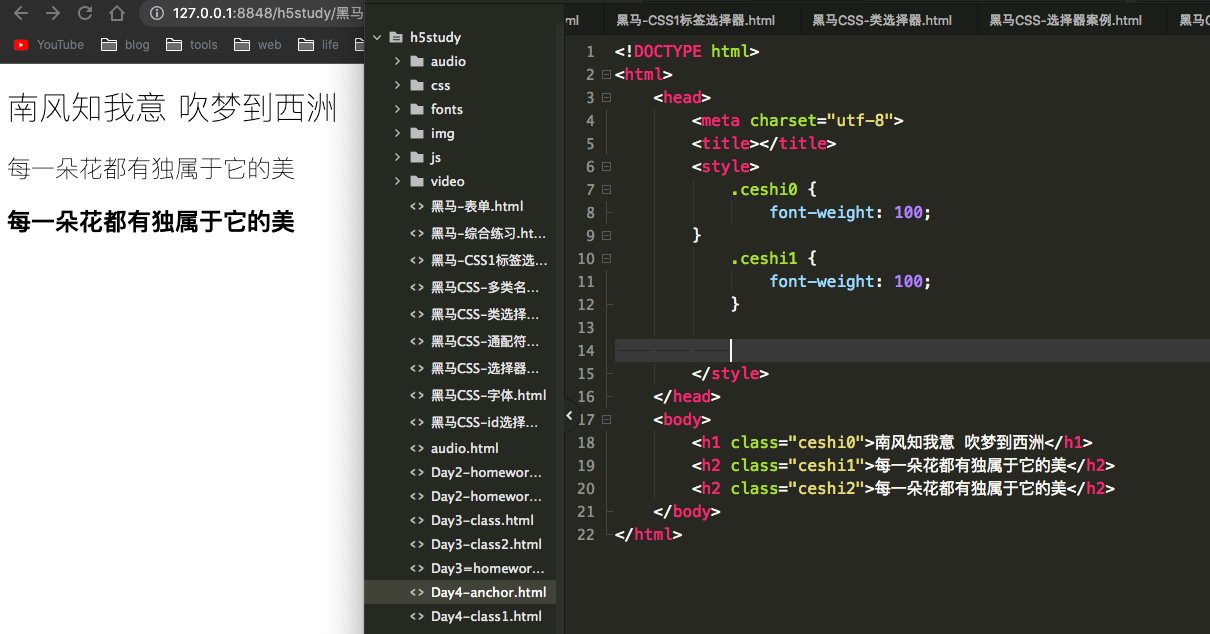 127.0.0.1:8848/h5study/黑马
YouTube blog tools web life
南风知我意 吹梦到西洲
每一朵花都有独属于它的美
每一朵花都有独属于它的美
h5study
audio
css
fonts
img
js
video
黑马-表单.html
黑马-综合练习.ht...
黑马-CSS1标签选...
黑马CSS-多类名...
黑马CSS-类选择...
黑马CSS-通配符...
黑马CSS-选择器...
黑马CSS-字体.html
黑马CSS-id选择...
audio.html
Day2-homewor...
Day2-homewor...
Day3-class.html
Day3-class2.html
Day3=homewor...
Day4-anchor.html
Day4-class1.html
ml 黑马-CSS1标签选择器.html 黑马CSS-类选择器.html 黑马CSS-选择器案例.html 黑马C
1 <!DOCTYPE html>
2 <html>
3 <head>
4 <meta charset="utf-8">
5 <title></title>
6 <style>
7 .ceshi0 {
8 font-weight: 100;
9 }
10 .ceshi1 {
11 font-weight: 100;
12 }
13
14
15 </style>
16 </head>
17 <body>
18 <h1 class="ceshi0">南风知我意 吹梦到西洲</h1>
19 <h2 class="ceshi1">每一朵花都有独属于它的美</h2>
20 <h2 class="ceshi2">每一朵花都有独属于它的美</h2>
21 </body>
22 </html>